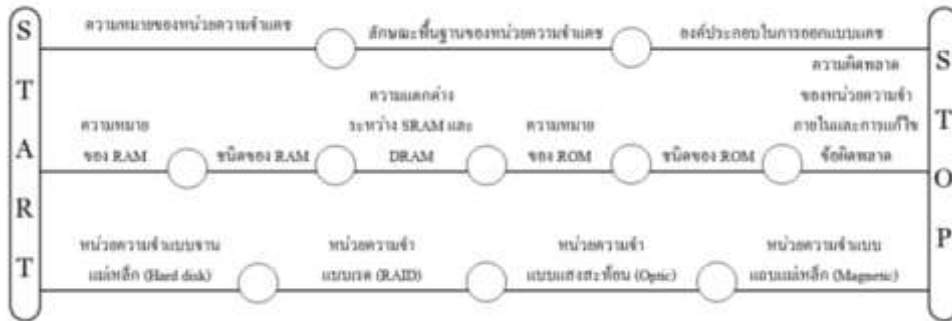 START
ความหมายของหน่วยความจำแคช
ลักษณะพื้นฐานของหน่วยความจำแคช
องค์ประกอบในการออกแบบแคช
ความหมาย
ของ RAM
ชนิดของ RAM
ความแตกต่าง
ระหว่าง SRAM และ
DRAM
ความหมาย
ของ ROM
ชนิดของ ROM
ความผิดพลาด
ของหน่วยความจำ
ภายในและการแก้ไข
ข้อผิดพลาด
หน่วยความจำแบบจาน
แม่เหล็ก (Hard disk)
หน่วยความจำ
แบบเรด (RAID)
หน่วยความจำ
แบบแสงสะท้อน (Optic)
หน่วยความจำแบบ
แถบแม่เหล็ก (Magnetic)
STOP